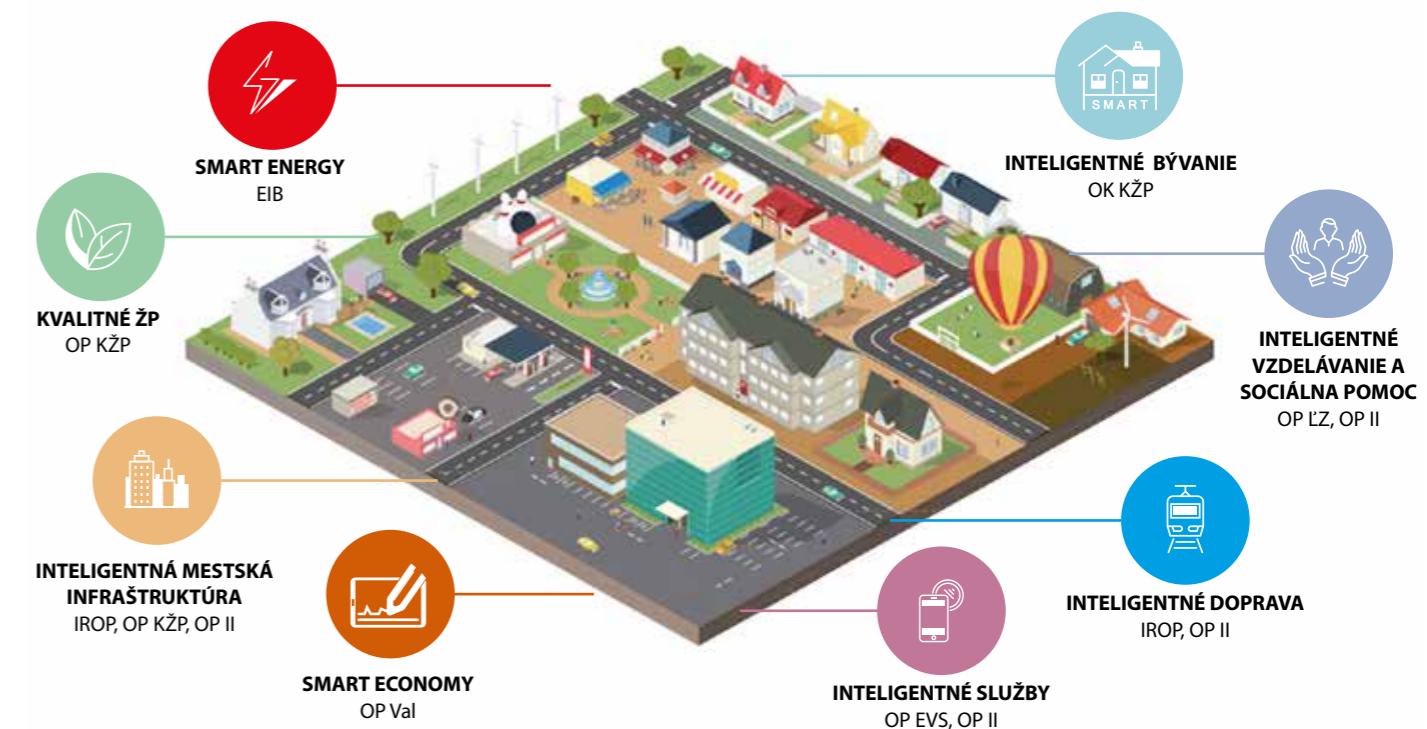 SMART ENERGY
EIB
SMART
INTELIGENTNÉ BÝVANIE
OK KŽP
KVALITNÉ ŽP
OP KŽP
INTELIGENTNÉ
VZDELÁVANIE A
SOCIÁLNA POMOC
OP ĽZ, OP II
INTELIGENTNÁ MESTSKÁ
INFRAŠTRUKTÚRA
IROP, OP KŽP, OP II
INTELIGENTNÉ DOPRAVA
IROP, OP II
SMART ECONOMY
OP Val
INTELIGENTNÉ SLUŽBY
OP EVS, OP II